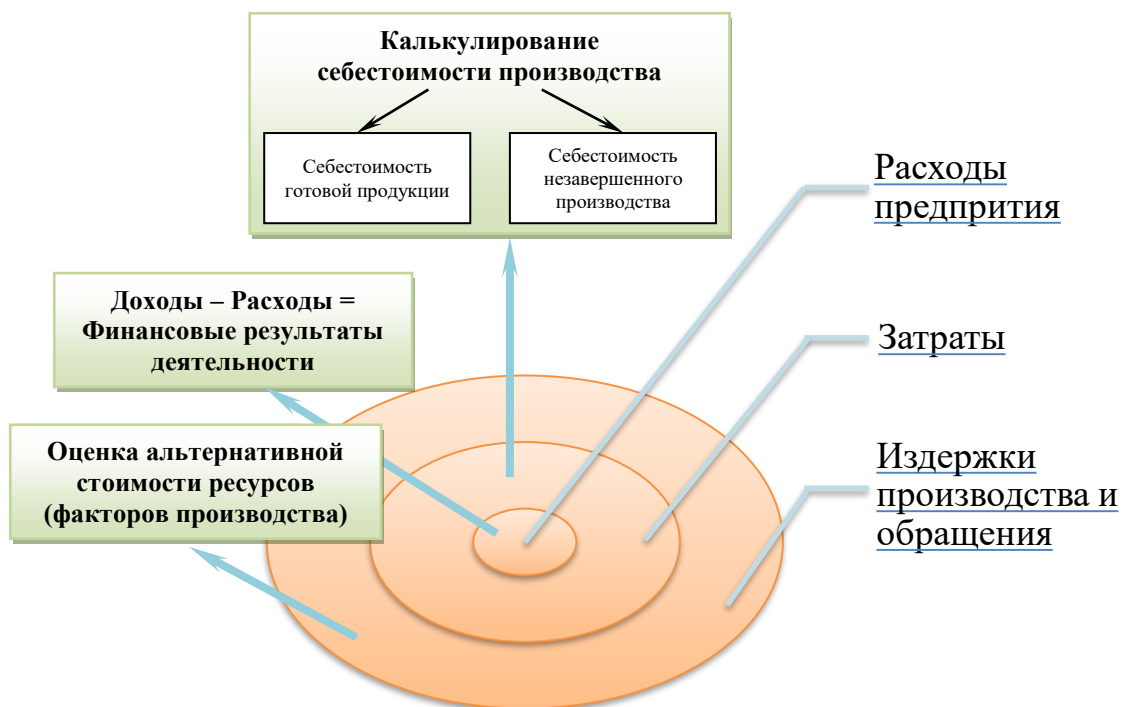 Калькулирование
себестоимости производства
Себестоимость
готовой продукции
Себестоимость
незавершенного
производства
Расходы
предпрития
Доходы – Расходы =
Финансовые результаты
деятельности
Затраты
Оценка альтернативной
стоимости ресурсов
(факторов производства)
Издержки
производства и
обращения